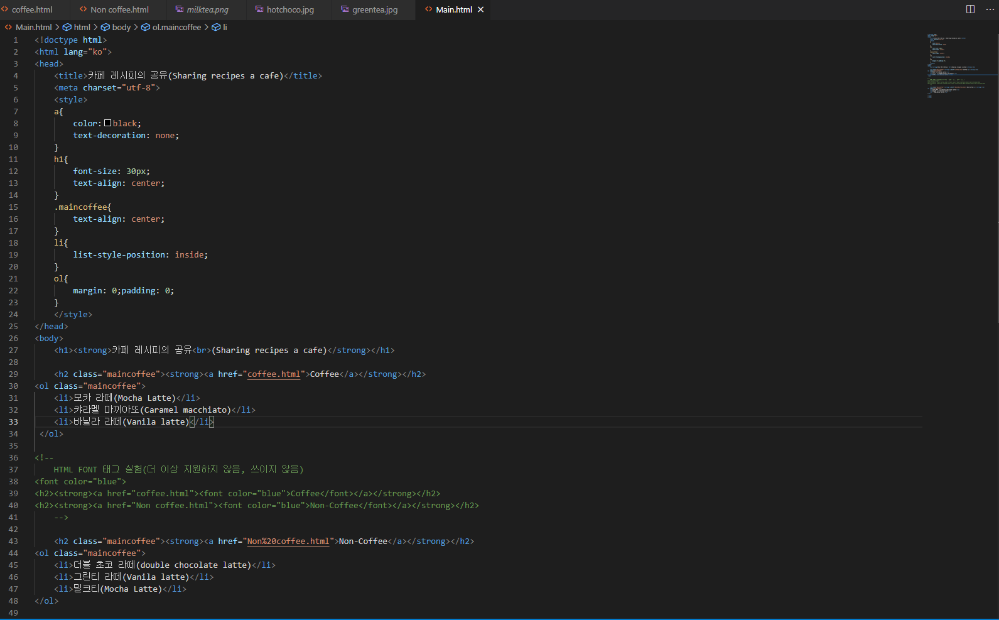 coffee.html Non coffee.html milktea.png hotchoco.jpg greentea.jpg Main.html
Main.html > html > body > ol.maincoffee > li
1 <!doctype html>
2 <html lang="ko">
3 <head>
4 <title>카페 레시피의 공유(Sharing recipes a cafe)</title>
5 <meta charset="utf-8">
6 <style>
7 a{
8 color: black;
9 text-decoration: none;
10 }
11 h1{
12 font-size: 30px;
13 text-align: center;
14 }
15 .maincoffee{
16 text-align: center;
17 }
18 li{
19 list-style-position: inside;
20 }
21 ol{
22 margin: 0;padding: 0;
23 }
24 </style>
25 </head>
26 <body>
27 <h1><strong>카페 레시피의 공유<br>(Sharing recipes a cafe)</strong></h1>
28
29 <h2 class="maincoffee"><strong><a href="coffee.html">Coffee</a></strong></h2>
30 <ol class="maincoffee">
31 <li>모카 라떼(Mocha Latte)</li>
32 <li>캬라멜 마끼아또(Caramel macchiato)</li>
33 <li>바닐라 라떼(Vanila latte)</li>
34 </ol>
35
36 <!--
37 HTML FONT 태그 실험(더 이상 지원하지 않음, 쓰이지 않음)
38 <font color="blue">
39 <h2><strong><a href="coffee.html"><font color="blue">Coffee</font></a></strong></h2>
40 <h2><strong><a href="Non coffee.html"><font color="blue">Non-Coffee</font></a></strong></h2>
41 -->
42
43 <h2 class="maincoffee"><strong><a href="Non%20coffee.html">Non-Coffee</a></strong></h2>
44 <ol class="maincoffee">
45 <li>더블 초코 라떼(double chocolate latte)</li>
46 <li>그린티 라떼(Vanila latte)</li>
47 <li>밀크티(Mocha Latte)</li>
48 </ol>
49